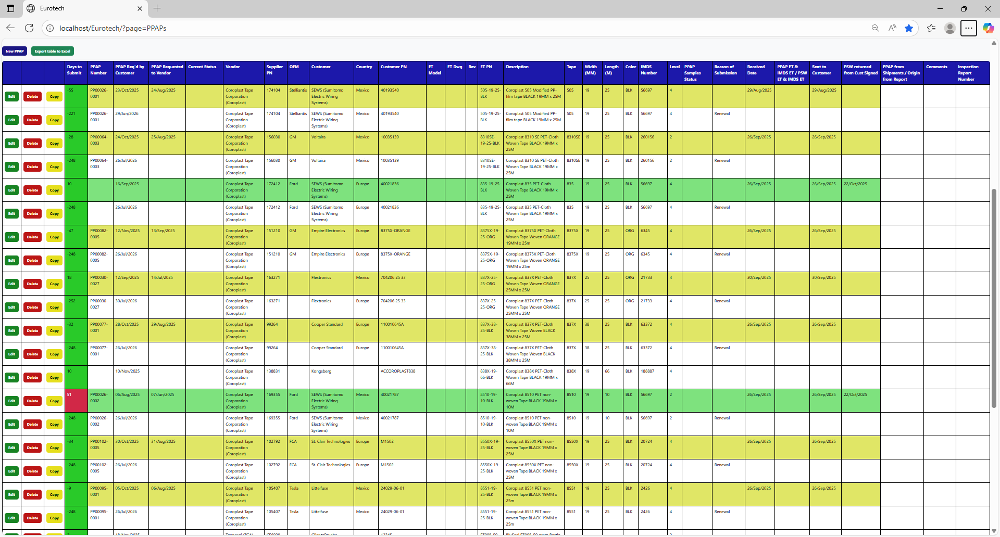 Eurotech
localhost/Eurotech/?page=PPAPs
New PPAP Export table to Excel
Days to Submit PPAP Number PPAP Req'd by Customer PPAP Requested to Vendor Current Status Vendor Supplier PN OEM Customer Country Customer PN ET Model ET Dwg Rev ET PN Description Tape Width (MM) Length (M) Color IMDS Number Level PPAP Samples Status Reason of Submission Received Date PPAP ET & IMDS ET / PSW ET & IMDS ET Sent to Customer PSW returned from Cust Signed PPAP from Shipments / Origin from Report Comments Inspection Report Number
Edit Delete Copy -55 PP00026-0001 23/Oct/2025 24/Aug/2025 Coroplast Tape Corporation (Coroplast) 174104 Stelliantis SEWS (Sumitomo Electric Wiring Systems) Mexico 40193540 505-19-25-BLK Coroplast 505 Modified PP-film tape BLACK 19MM x 25M 505 19 25 BLK 56697 4 29/Aug/2025 29/Aug/2025
Edit Delete Copy -221 PP00026-0001 29/Jun/2026 Coroplast Tape Corporation (Coroplast) 174104 Stelliantis SEWS (Sumitomo Electric Wiring Systems) Mexico 40193540 505-19-25-BLK Coroplast 505 Modified PP-film tape BLACK 19MM x 25M 505 19 25 BLK 56697 4 Renewal
Edit Delete Copy -28 PP00064-0003 24/Oct/2025 25/Aug/2025 Coroplast Tape Corporation (Coroplast) 156030 GM Voltaira Mexico 10035139 8310SE-19-25-BLK Coroplast 8310 SE PET-Cloth Woven Tape BLACK 19MM x 25M 8310SE 19 25 BLK 260156 2 26/Sep/2025 26/Sep/2025
Edit Delete Copy -248 PP00064-0003 26/Jul/2026 Coroplast Tape Corporation (Coroplast) 156030 GM Voltaira Mexico 10035139 8310SE-19-25-BLK Coroplast 8310 SE PET-Cloth Woven Tape BLACK 19MM x 25M 8310SE 19 25 BLK 260156 2 Renewal
Edit Delete Copy 10 16/Sep/2025 Coroplast Tape Corporation (Coroplast) 172412 Ford SEWS (Sumitomo Electric Wiring Systems) Europe 40021836 835-19-25-BLK Coroplast 835 PET-Cloth Woven Tape BLACK 19MM x 25M 835 19 25 BLK 56697 4 26/Sep/2025 26/Sep/2025 22/Oct/2025
Edit Delete Copy -248 26/Jul/2026 Coroplast Tape Corporation (Coroplast) 172412 Ford SEWS (Sumitomo Electric Wiring Systems) Europe 40021836 835-19-25-BLK Coroplast 835 PET-Cloth Woven Tape BLACK 19MM x 25M 835 19 25 BLK 56697 4 Renewal
Edit Delete Copy -47 PP00082-0005 12/Nov/2025 13/Sep/2025 Coroplast Tape Corporation (Coroplast) 151210 GM Empire Electronics Europe 8375X-ORANGE 8375X-19-25-ORG Coroplast 8375X PET-Cloth Woven Tape Woven ORANGE 19MM x 25m 8375X 19 25 ORG 6345 4 26/Sep/2025 26/Sep/2025
Edit Delete Copy -248 PP00082-0005 26/Jul/2026 Coroplast Tape Corporation (Coroplast) 151210 GM Empire Electronics Europe 8375X-ORANGE 8375X-19-25-ORG Coroplast 8375X PET-Cloth Woven Tape Woven ORANGE 19MM x 25m 8375X 19 25 ORG 6345 4 Renewal
Edit Delete Copy 18 PP00030-0027 12/Sep/2025 14/Jul/2025 Coroplast Tape Corporation (Coroplast) 163271 Flextronics Mexico 704206 25 33 837X-25-25-ORG Coroplast 837X PET-Cloth Woven Tape Woven ORANGE 25MM x 25M 837X 25 25 ORG 21733 4 30/Sep/2025 30/Sep/2025
Edit Delete Copy -252 PP00030-0027 30/Jul/2026 Coroplast Tape Corporation (Coroplast) 163271 Flextronics Europe 704206 25 33 837X-25-25-ORG Coroplast 837X PET-Cloth Woven Tape Woven ORANGE 25MM x 25M 837X 25 25 ORG 21733 4 Renewal
Edit Delete Copy -32 PP00077-0001 28/Oct/2025 29/Aug/2025 Coroplast Tape Corporation (Coroplast) 99264 Cooper Standard Europe 110010645A 837X-38-25-BLK Coroplast 837X PET-Cloth Woven Tape Woven BLACK 38MM x 25M 837X 38 25 BLK 63372 4 26/Sep/2025 26/Sep/2025
Edit Delete Copy -248 PP00077-0001 26/Jul/2026 Coroplast Tape Corporation (Coroplast) 99264 Cooper Standard Europe 110010645A 837X-38-25-BLK Coroplast 837X PET-Cloth Woven Tape Woven BLACK 38MM x 25M 837X 38 25 BLK 63372 4 Renewal
Edit Delete Copy 10 10/Nov/2025 Coroplast Tape Corporation (Coroplast) 138831 Kongsberg ACCOROPLAST838 838X-19-66-BLK Coroplast 838X PET-Cloth Woven Tape BLACK 19MM x 66M 838X 19 66 BLK 188887 4
Edit Delete Copy 51 PP00026-0002 06/Aug/2025 07/Jun/2025 Coroplast Tape Corporation (Coroplast) 169355 Ford SEWS (Sumitomo Electric Wiring Systems) Mexico 40021787 8510-19-10-BLK Coroplast 8510 PET non-woven Tape BLACK 19MM x 10M 8510 19 10 BLK 56697 2 26/Sep/2025 26/Sep/2025 22/Oct/2025
Edit Delete Copy -248 PP00026-0002 26/Jul/2026 Coroplast Tape Corporation (Coroplast) 169355 Ford SEWS (Sumitomo Electric Wiring Systems) Mexico 40021787 8510-19-10-BLK Coroplast 8510 PET non-woven Tape BLACK 19MM x 10M 8510 19 10 BLK 56697 2 Renewal
Edit Delete Copy -34 PP00102-0005 30/Oct/2025 31/Aug/2025 Coroplast Tape Corporation (Coroplast) 102792 FCA St. Clair Technologies Europe M1502 8550X-19-25-BLK Coroplast 8550X PET non-woven Tape BLACK 19MM x 25M 8550X 19 25 BLK 20724 4 26/Sep/2025 26/Sep/2025
Edit Delete Copy -248 PP00102-0005 26/Jul/2026 Coroplast Tape Corporation (Coroplast) 102792 FCA St. Clair Technologies Europe M1502 8550X-19-25-BLK Coroplast 8550X PET non-woven Tape BLACK 19MM x 25M 8550X 19 25 BLK 20724 4 Renewal
Edit Delete Copy -9 PP00095-0001 05/Oct/2025 06/Aug/2025 Coroplast Tape Corporation (Coroplast) 105407 Tesla Littelfuse Mexico 24029-06-01 8551-19-25-BLK Coroplast 8551 PET non-woven Tape BLACK 19MM x 25m 8551 19 25 BLK 2426 4 26/Sep/2025 26/Sep/2025
Edit Delete Copy -248 PP00095-0001 26/Jul/2026 Coroplast Tape Corporation (Coroplast) 105407 Tesla Littelfuse Mexico 24029-06-01 8551-19-25-BLK Coroplast 8551 PET non-woven Tape BLACK 19MM x 25m 8551 19 25 BLK 2426 4 Renewal